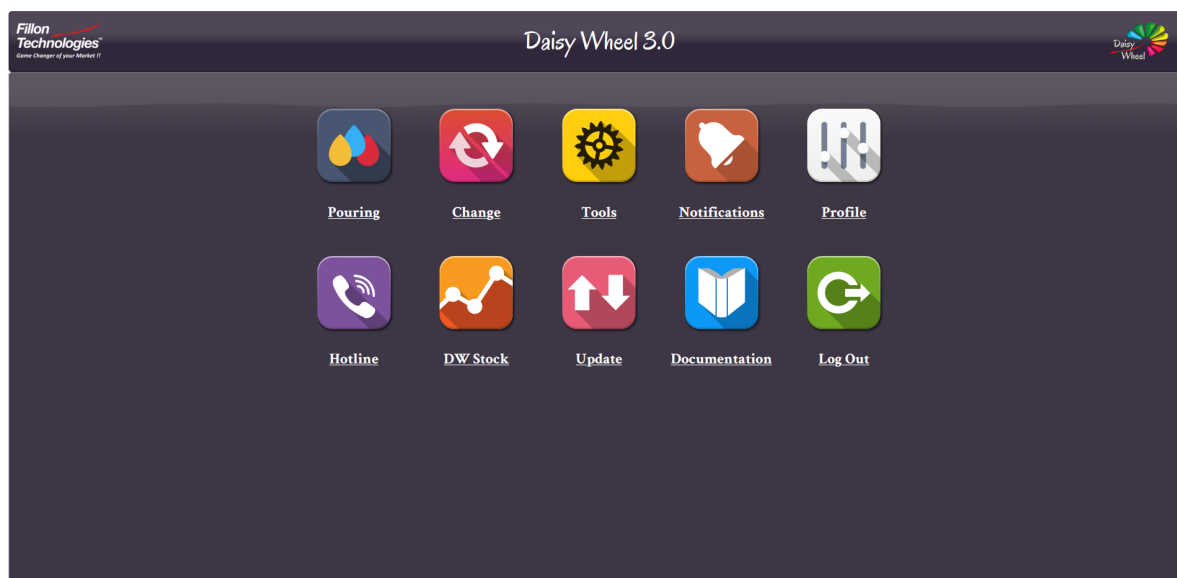 Fillon
Technologies™
Game Changer of your Market !!
Daisy Wheel 3.0
Daisy
Wheel
Pouring
Change
Tools
Notifications
Profile
Hotline
DW Stock
Update
Documentation
Log Out